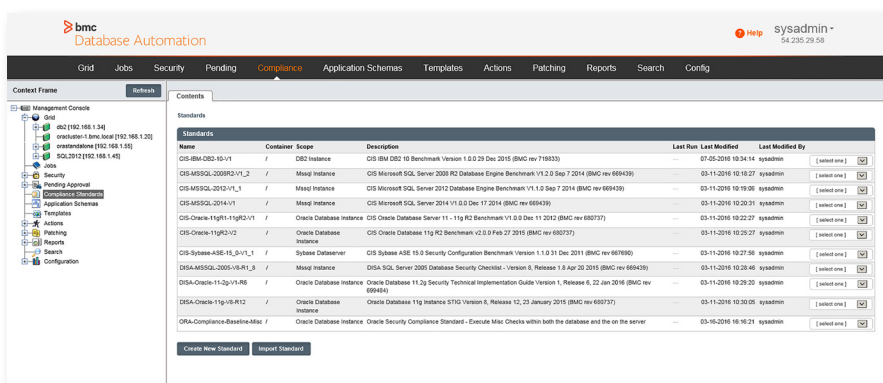 bmc
Database Automation
Help
sysadmin
54.235.29.58
Grid Jobs Security Pending Compliance Application Schemas Templates Actions Patching Reports Search Config
Context Frame Refresh
Management Console
Grid
db2 [192.168.1.34]
oracluster-1.bmc.local [192.168.1.20]
orastandalone [192.168.1.55]
SQL2012 [192.168.1.45]
Jobs
Security
Pending Approval
Compliance Standards
Application Schemas
Templates
Actions
Patching
Reports
Search
Configuration
Contents
Standards
Standards
Name Container Scope Description Last Run Last Modified Last Modified By
CIS-IBM-DB2-10-V1 / DB2 Instance CIS IBM DB2 10 Benchmark Version 1.0.0 29 Dec 2015 (BMC rev 719833) --- 07-05-2016 10:34:14 sysadmin [ select one ]
CIS-MSSQL-2008R2-V1_2 / Mssql Instance CIS Microsoft SQL Server 2008 R2 Database Engine Benchmark V1.2.0 Sep 7 2014 (BMC rev 669439) --- 03-11-2016 10:18:27 sysadmin [ select one ]
CIS-MSSQL-2012-V1_1 / Mssql Instance CIS Microsoft SQL Server 2012 Database Engine Benchmark V1.1.0 Sep 7 2014 (BMC rev 669439) --- 03-11-2016 10:19:06 sysadmin [ select one ]
CIS-MSSQL-2014-V1 / Mssql Instance CIS Microsoft SQL Server 2014 V1.0.0 Dec 17 2014 (BMC rev 669439) --- 03-11-2016 10:20:31 sysadmin [ select one ]
CIS-Oracle-11gR1-11gR2-V1 / Oracle Database Instance CIS Oracle Database Server 11 - 11g R2 Benchmark V1.0.0 Dec 11 2012 (BMC rev 680737) --- 03-11-2016 10:22:27 sysadmin [ select one ]
CIS-Oracle-11gR2-V2 / Oracle Database Instance CIS Oracle Database 11g R2 Benchmark v2.0.0 Feb 27 2015 (BMC rev 680737) --- 03-11-2016 10:25:27 sysadmin [ select one ]
CIS-Sybase-ASE-15_0-V1_1 / Sybase Dataserver CIS Sybase ASE 15.0 Security Configuration Benchmark Version 1.1.0 31 Dec 2011 (BMC rev 667690) --- 03-11-2016 10:27:56 sysadmin [ select one ]
DISA-MSSQL-2005-V8-R1_8 / Mssql Instance DISA SQL Server 2005 Database Security Checklist - Version 8, Release 1.8 Apr 20 2015 (BMC rev 669439) --- 03-11-2016 10:28:46 sysadmin [ select one ]
DISA-Oracle-11-2g-V1-R6 / Oracle Database Instance Oracle Database 11.2g Security Technical Implementation Guide Version 1, Release 6, 22 Jan 2016 (BMC rev 699484) --- 03-11-2016 10:29:20 sysadmin [ select one ]
DISA-Oracle-11g-V8-R12 / Oracle Database Instance Oracle Database 11g Instance STIG Version 8, Release 12, 23 January 2015 (BMC rev 680737) --- 03-11-2016 10:30:05 sysadmin [ select one ]
ORA-Compliance-Baseline-Misc / Oracle Database Instance Oracle Security Compliance Standard - Execute Misc Checks within both the database and the on the server --- 03-16-2016 16:16:21 sysadmin [ select one ]
Create New Standard Import Standard